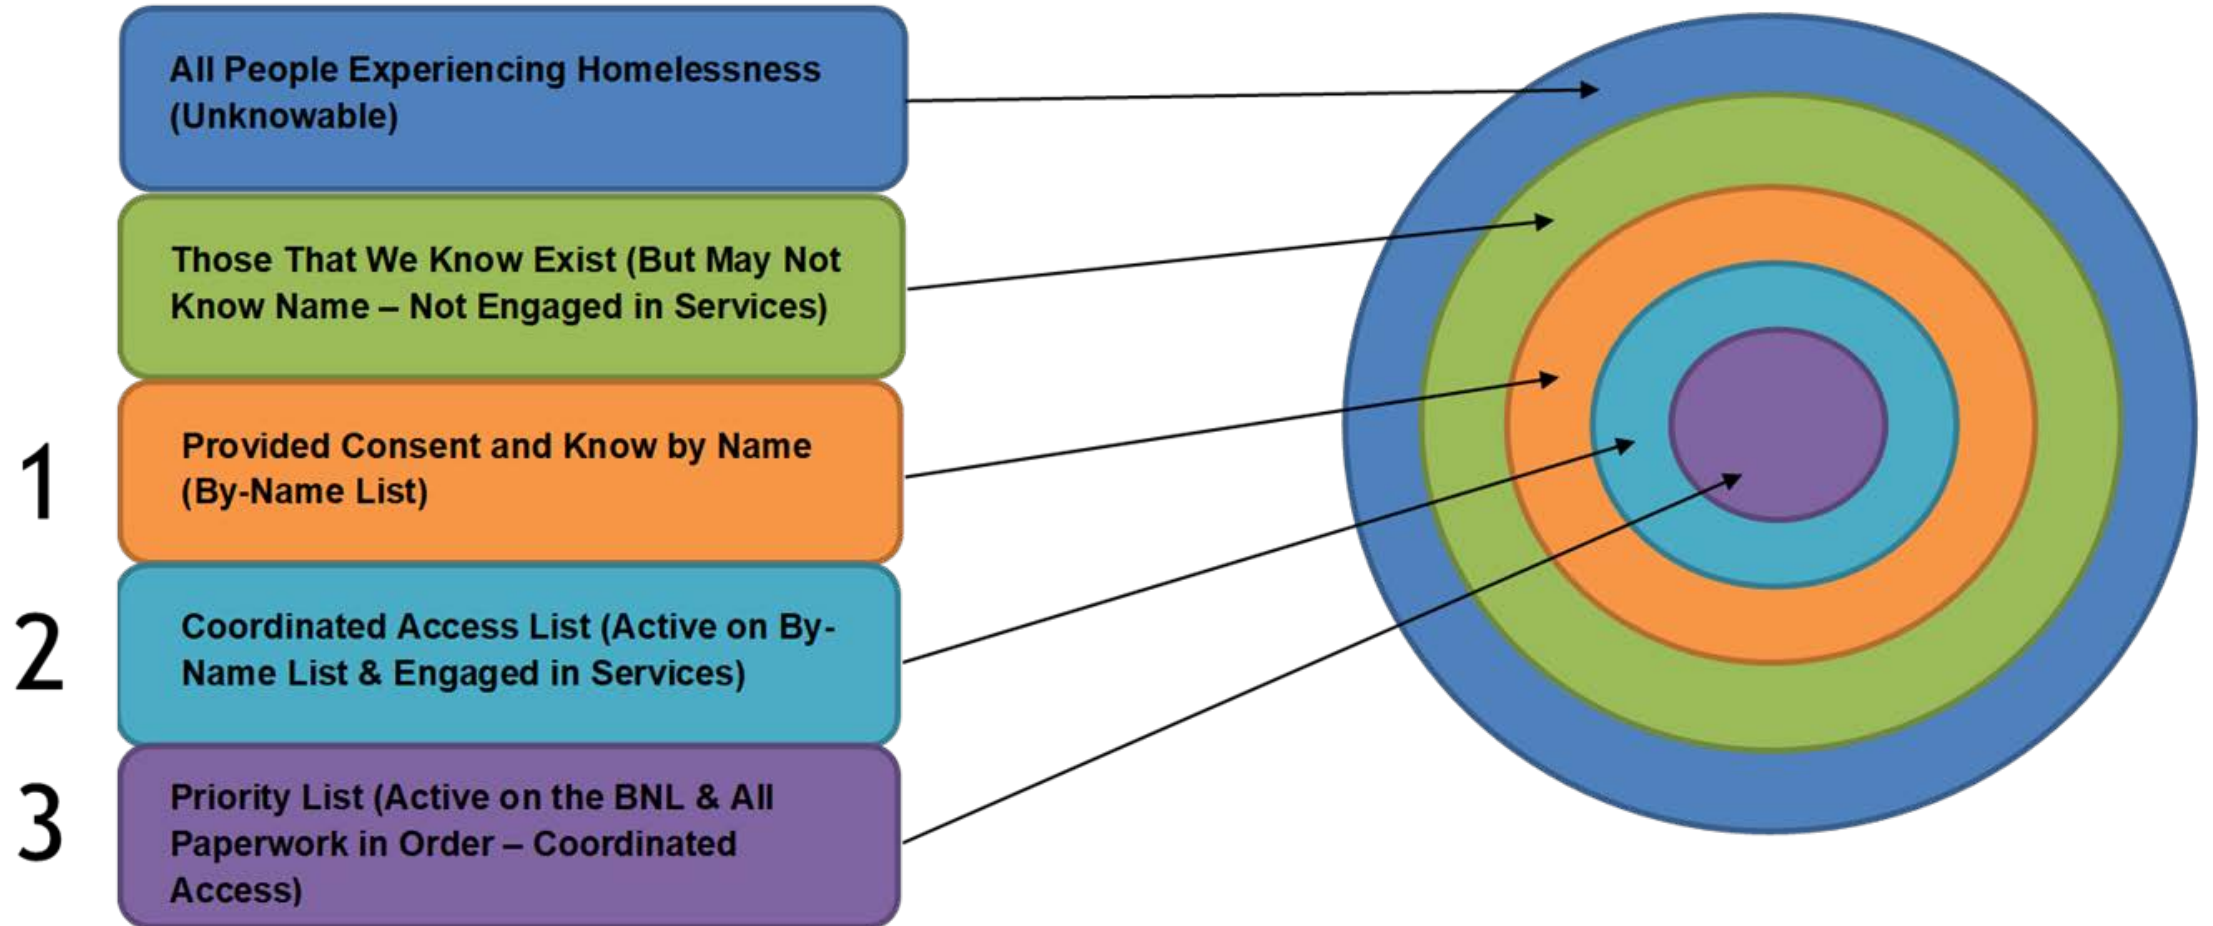 All People Experiencing Homelessness
(Unknowable)
Those That We Know Exist (But May Not
Know Name – Not Engaged in Services)
1
Provided Consent and Know by Name
(By-Name List)
2
Coordinated Access List (Active on By-
Name List & Engaged in Services)
3
Priority List (Active on the BNL & All
Paperwork in Order – Coordinated
Access)